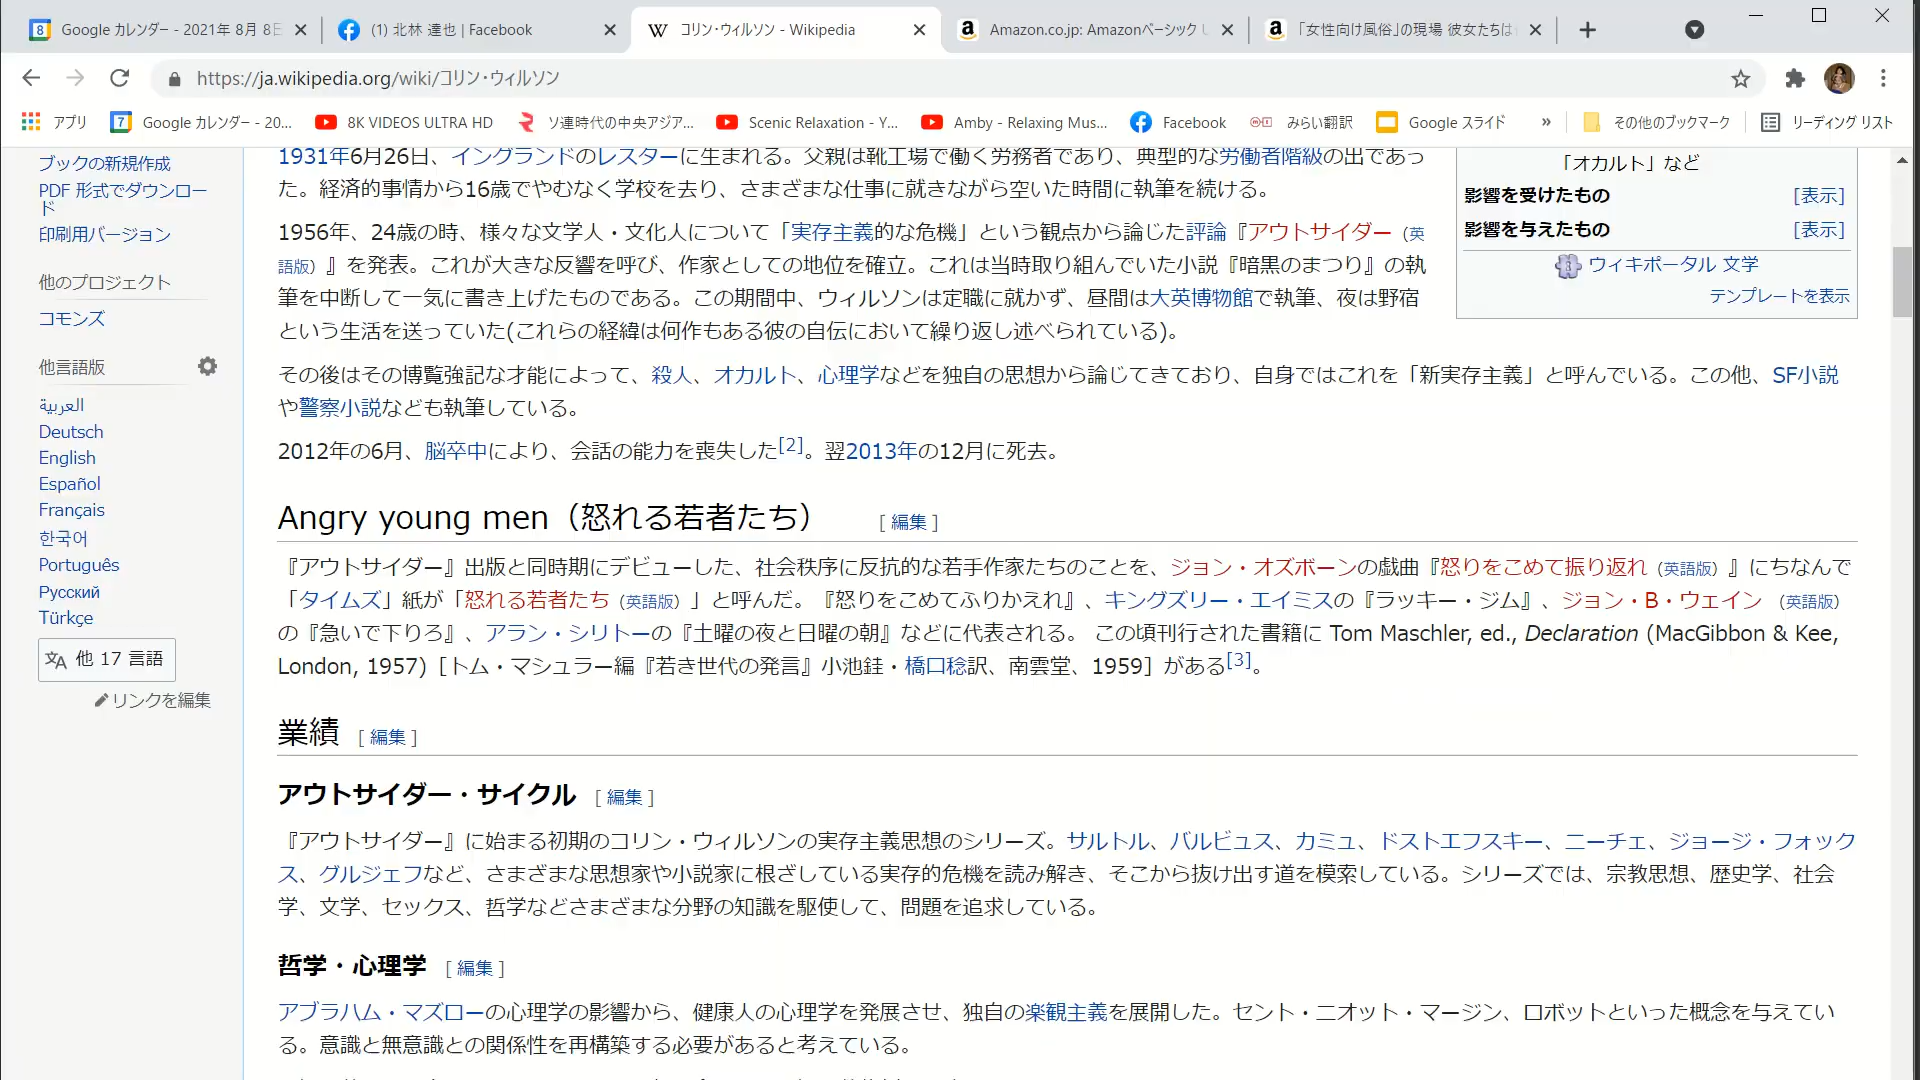 Google カレンダー - 2021年 8月 8日
(1) 北林 達也 | Facebook
コリン・ウィルソン - Wikipedia
Amazon.co.jp: Amazonベーシック
「女性向け風俗」の現場 彼女たちは
https://ja.wikipedia.org/wiki/コリン・ウィルソン
アプリ
Google カレンダー - 20...
8K VIDEOS ULTRA HD
ソ連時代の中央アジア...
Scenic Relaxation - Y...
Amby - Relaxing Mus...
Facebook
みらい翻訳
Google スライド
»
その他のブックマーク
リーディング リスト
ブックの新規作成
PDF 形式でダウンロー
ド
印刷用バージョン
他のプロジェクト
コモンズ
他言語版
العربية
Deutsch
English
Español
Français
한국어
Português
Русский
Türkçe
他 17 言語
リンクを編集
1931年6月26日、イングランドのレスターに生まれる。父親は靴工場で働く労務者であり、典型的な労働者階級の出であっ
た。経済的事情から16歳でやむなく学校を去り、さまざまな仕事に就きながら空いた時間に執筆を続ける。
1956年、24歳の時、様々な文学人・文化人について「実存主義的な危機」という観点から論じた評論『アウトサイダー（英
語版）』を発表。これが大きな反響を呼び、作家としての地位を確立。これは当時取り組んでいた小説『暗黒のまつり』の執
筆を中断して一気に書き上げたものである。この期間中、ウィルソンは定職に就かず、昼間は大英博物館で執筆、夜は野宿
という生活を送っていた(これらの経緯は何作もある彼の自伝において繰り返し述べられている)。
その後はその博覧強記な才能によって、殺人、オカルト、心理学などを独自の思想から論じてきており、自身ではこれを「新実存主義」と呼んでいる。この他、SF小説
や警察小説なども執筆している。
2012年の6月、脳卒中により、会話の能力を喪失した[2]。翌2013年の12月に死去。
「オカルト」など
影響を受けたもの [表示]
影響を与えたもの [表示]
ウィキポータル 文学
テンプレートを表示
Angry young men（怒れる若者たち） [ 編集 ]
『アウトサイダー』出版と同時期にデビューした、社会秩序に反抗的な若手作家たちのことを、ジョン・オズボーンの戯曲『怒りをこめて振り返れ（英語版）』にちなんで
「タイムズ」紙が「怒れる若者たち（英語版）」と呼んだ。『怒りをこめてふりかえれ』、キングズリー・エイミスの『ラッキー・ジム』、ジョン・B・ウェイン（英語版）
の『急いで下りろ』、アラン・シリトーの『土曜の夜と日曜の朝』などに代表される。 この頃刊行された書籍に Tom Maschler, ed., Declaration (MacGibbon & Kee,
London, 1957)［トム・マシュラー編『若き世代の発言』小池銈・橋口稔訳、南雲堂、1959］がある[3]。
業績 [ 編集 ]
アウトサイダー・サイクル [ 編集 ]
『アウトサイダー』に始まる初期のコリン・ウィルソンの実存主義思想のシリーズ。サルトル、バルビュス、カミュ、ドストエフスキー、ニーチェ、ジョージ・フォック
ス、グルジェフなど、さまざまな思想家や小説家に根ざしている実存的危機を読み解き、そこから抜け出す道を模索している。シリーズでは、宗教思想、歴史学、社会
学、文学、セックス、哲学などさまざまな分野の知識を駆使して、問題を追求している。
哲学・心理学 [ 編集 ]
アブラハム・マズローの心理学の影響から、健康人の心理学を発展させ、独自の楽観主義を展開した。セント・ニオット・マージン、ロボットといった概念を与えてい
る。意識と無意識との関係性を再構築する必要があると考えている。